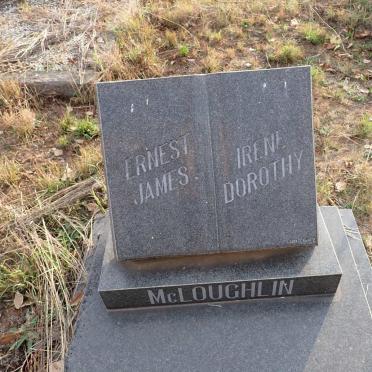 ERNEST
JAMES
IRENE
DOROTHY
McLOUGHLIN